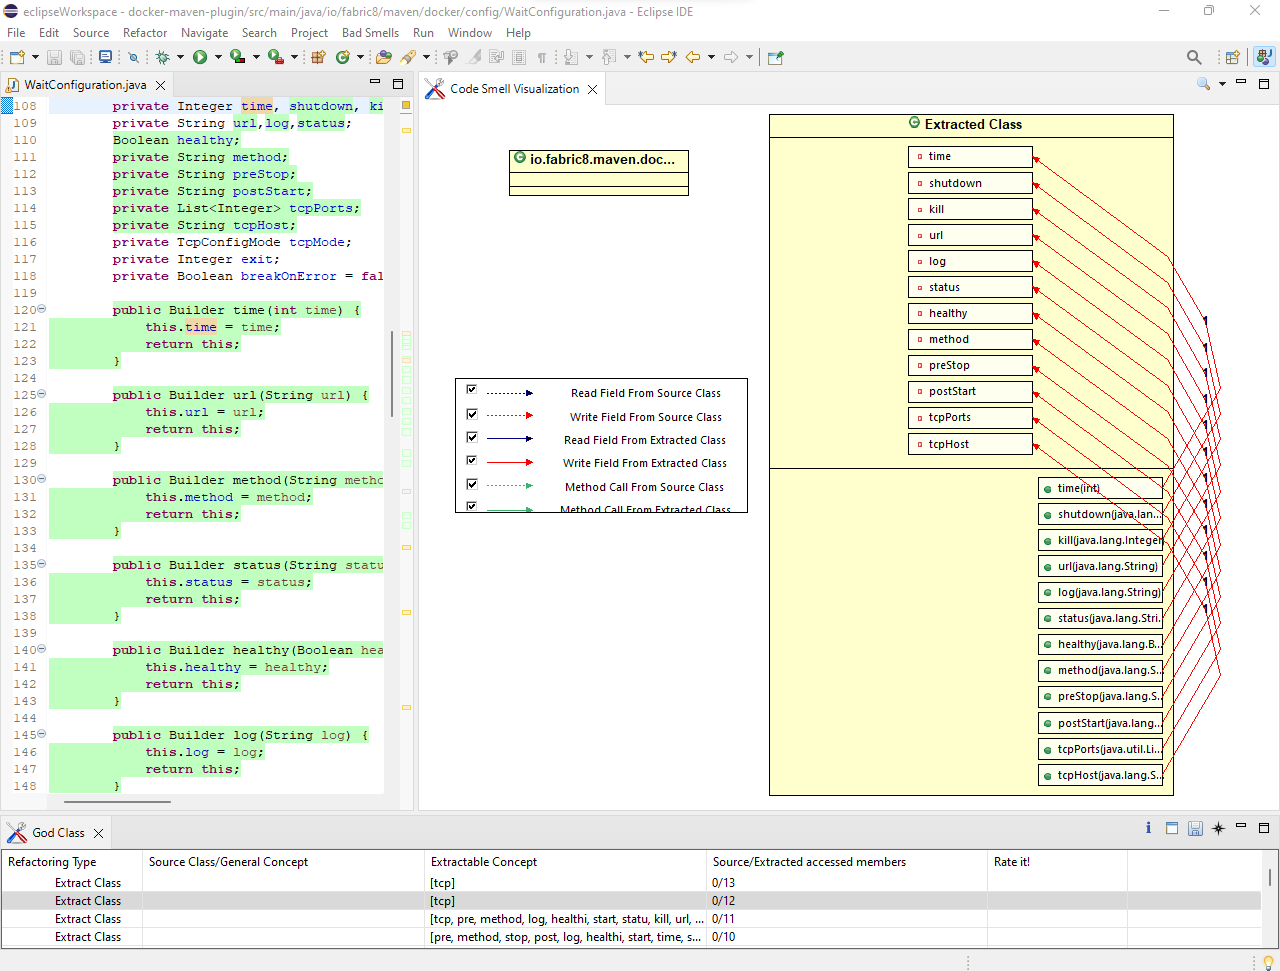 eclipseWorkspace - docker-maven-plugin/src/main/java/io/fabric8/maven/docker/config/WaitConfiguration.java - Eclipse IDE
File Edit Source Refactor Navigate Search Project Bad Smells Run Window Help
WaitConfiguration.java
108 private Integer time, shutdown, ki
109 private String url,log,status;
110 Boolean healthy;
111 private String method;
112 private String preStop;
113 private String postStart;
114 private List<Integer> tcpPorts;
115 private String tcpHost;
116 private TcpConfigMode tcpMode;
117 private Integer exit;
118 private Boolean breakOnError = fal
119
120 public Builder time(int time) {
121 this.time = time;
122 return this;
123 }
124
125 public Builder url(String url) {
126 this.url = url;
127 return this;
128 }
129
130 public Builder method(String metho
131 this.method = method;
132 return this;
133 }
134
135 public Builder status(String statu
136 this.status = status;
137 return this;
138 }
139
140 public Builder healthy(Boolean hea
141 this.healthy = healthy;
142 return this;
143 }
144
145 public Builder log(String log) {
146 this.log = log;
147 return this;
148 }
Code Smell Visualization
io.fabric8.maven.doc...
Read Field From Source Class
Write Field From Source Class
Read Field From Extracted Class
Write Field From Extracted Class
Method Call From Source Class
Method Call From Extracted Class
Extracted Class
time
shutdown
kill
url
log
status
healthy
method
preStop
postStart
tcpPorts
tcpHost
time(int)
shutdown(java.lan...
kill(java.lang.Integer
url(java.lang.String)
log(java.lang.String)
status(java.lang.Stri...
healthy(java.lang.B...
method(java.lang.S...
preStop(java.lang.S...
postStart(java.lang...
tcpPorts(java.util.Li...
tcpHost(java.lang.S...
God Class
Refactoring Type Source Class/General Concept Extractable Concept Source/Extracted accessed members Rate it!
Extract Class [tcp] 0/13
Extract Class [tcp] 0/12
Extract Class [tcp, pre, method, log, healthi, start, statu, kill, url, ... 0/11
Extract Class [pre, method, stop, post, log, healthi, start, time, s... 0/10